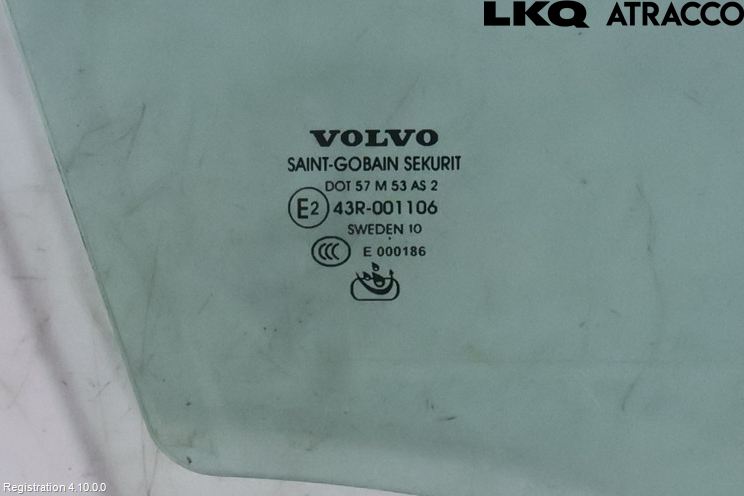 LKQ ATRACCO
VOLVO
SAINT-GOBAIN SEKURIT
DOT 57 M 53 AS 2
E2 43R-001106
SWEDEN 10
CCC E 000186
Registration 4.10.0.0